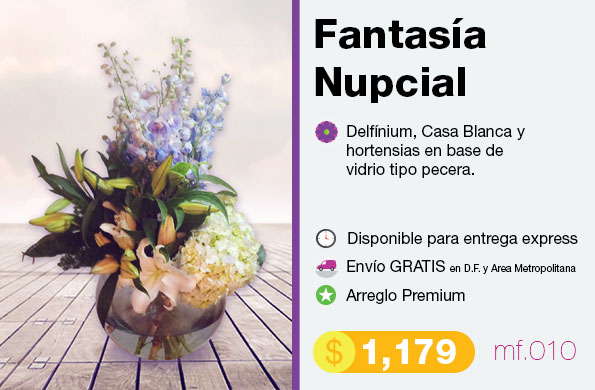 Fantasía
Nupcial
Delfínium, Casa Blanca y
hortensias en base de
vidrio tipo pecera.
Disponible para entrega express
Envío GRATIS en D.F. y Area Metropolitana
Arreglo Premium
$ 1,179 mf.010